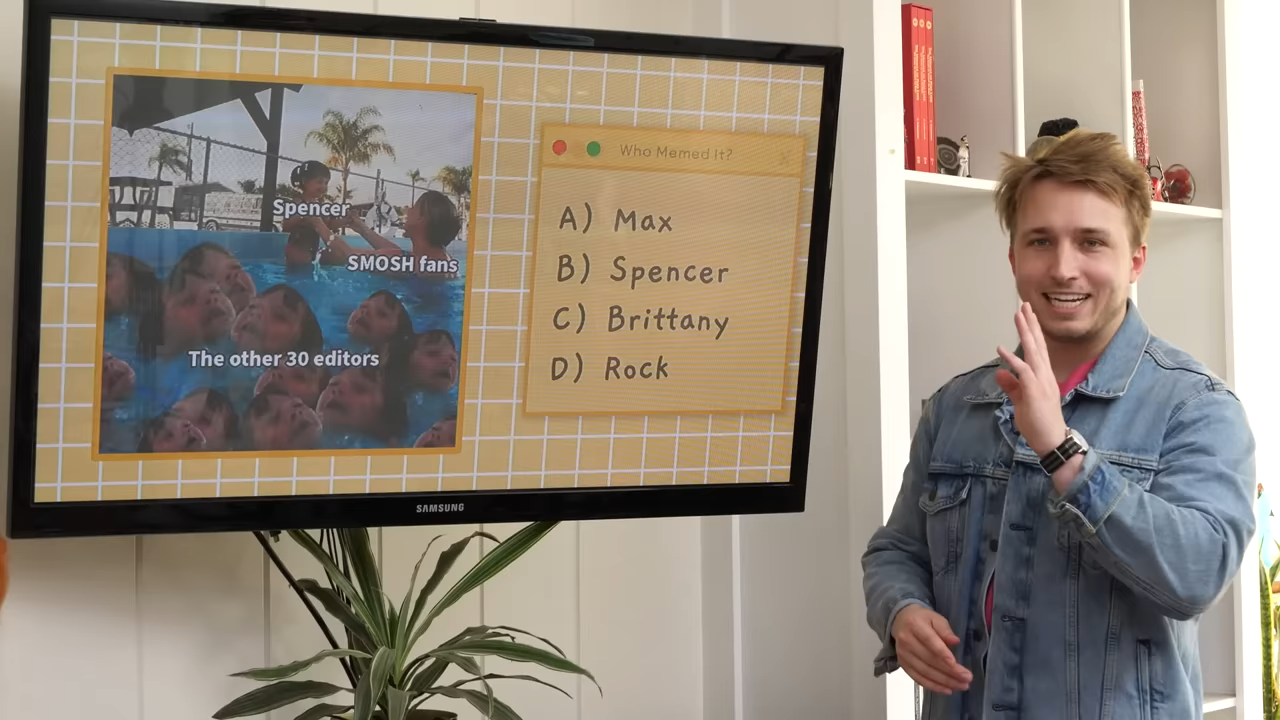 Spencer
SMOSH fans
The other 30 editors
Who Memed It?
A) Max
B) Spencer
C) Brittany
D) Rock
SAMSUNG